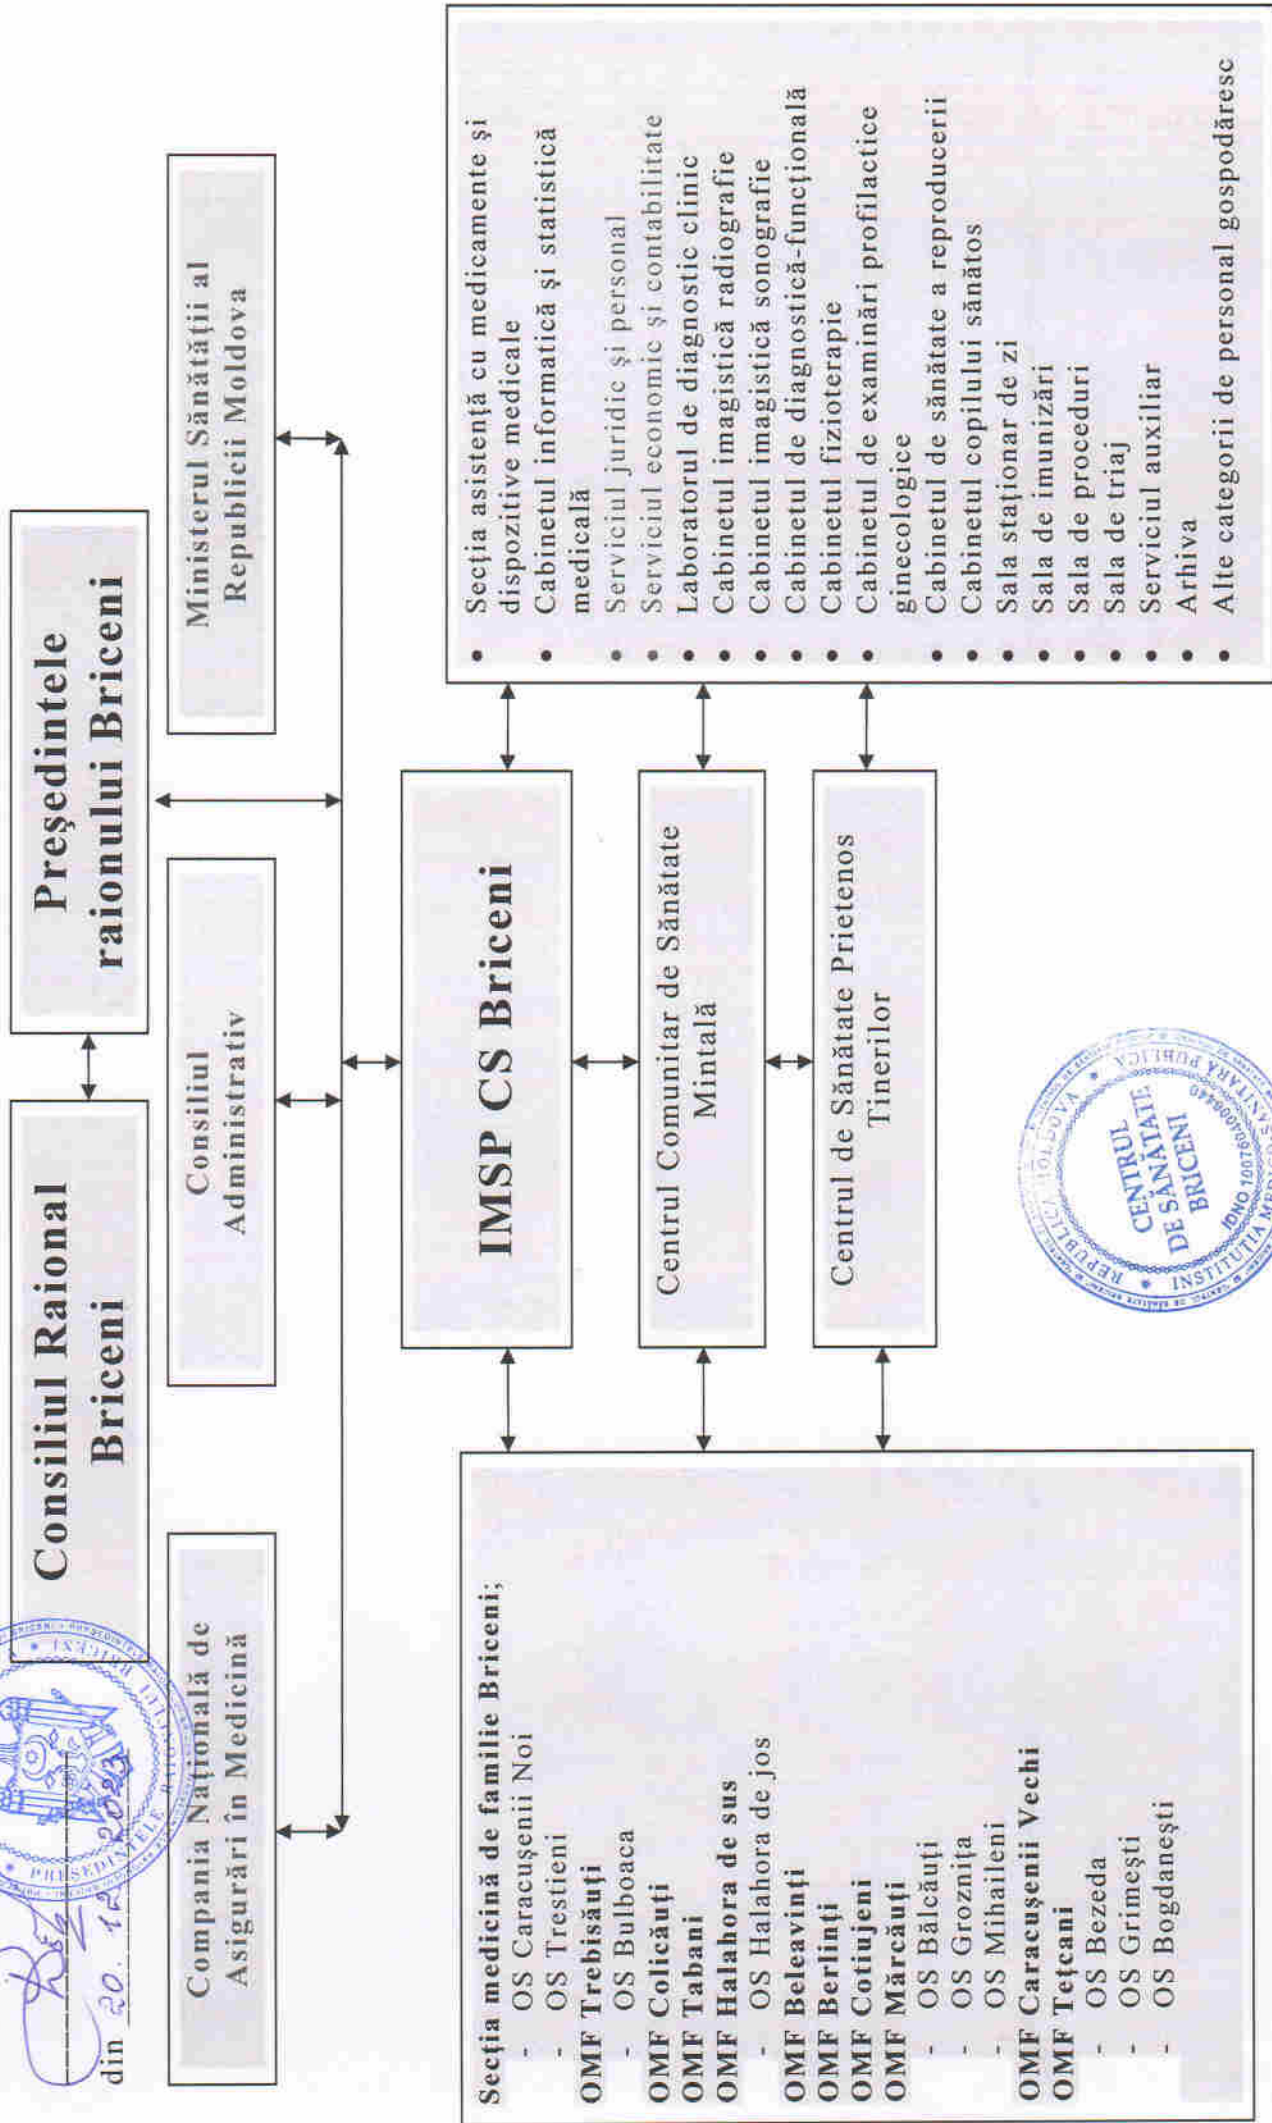 din 20. 12 2023
Consiliul Raional
Briceni
Președintele
raionului Briceni
Compania Națională de
Asigurări în Medicină
Consiliul
Administrativ
Ministerul Sănătății al
Republicii Moldova
IMSP CS Briceni
Centrul Comunitar de Sănătate
Mintală
Centrul de Sănătate Prietenos
Tinerilor
Secția medicină de familie Briceni;
- OS Caracușenii Noi
- OS Trestieni
OMF Trebisăuți
- OS Bulboaca
OMF Colicăuți
OMF Tabani
OMF Halahora de sus
- OS Halahora de jos
OMF Beleavinți
OMF Berlinți
OMF Cotiujeni
OMF Mărcăuți
- OS Bălcăuți
- OS Groznița
- OS Mihaileni
OMF Caracușenii Vechi
OMF Tețcani
- OS Bezeda
- OS Grimești
- OS Bogdanești
• Secția asistență cu medicamente și
dispozitive medicale
• Cabinetul informatică și statistică
medicală
• Serviciul juridic și personal
• Serviciul economic și contabilitate
• Laboratorul de diagnostic clinic
• Cabinetul imagistică radiografie
• Cabinetul imagistică sonografie
• Cabinetul de diagnostică-funcțională
• Cabinetul fizioterapie
• Cabinetul de examinări profilactice
ginecologice
• Cabinetul de sănătate a reproducerii
• Cabinetul copilului sănătos
• Sala staționar de zi
• Sala de imunizări
• Sala de proceduri
• Sala de triaj
• Serviciul auxiliar
• Arhiva
• Alte categorii de personal gospodăresc
PREȘEDINTELE RAIONULUI BRICENI
REPUBLICA MOLDOVA
INSTITUȚIA MEDICO-SANITARĂ PUBLICĂ
CENTRUL
DE SĂNĂTATE
BRICENI
IDNO 1007604006440